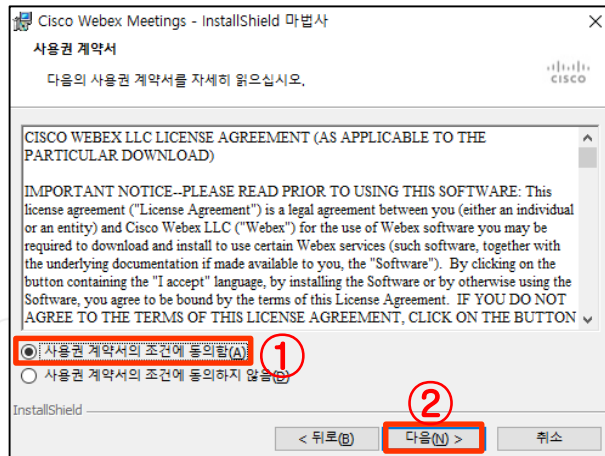 Cisco Webex Meetings - InstallShield 마법사
사용권 계약서
다음의 사용권 계약서를 자세히 읽으십시오.
CISCO
CISCO WEBEX LLC LICENSE AGREEMENT (AS APPLICABLE TO THE
PARTICULAR DOWNLOAD)
IMPORTANT NOTICE--PLEASE READ PRIOR TO USING THIS SOFTWARE: This
license agreement ("License Agreement") is a legal agreement between you (either an individual
or an entity) and Cisco Webex LLC ("Webex") for the use of Webex software you may be
required to download and install to use certain Webex services (such software, together with
the underlying documentation if made available to you, the "Software"). By clicking on the
button containing the "I accept" language, by installing the Software or by otherwise using the
Software, you agree to be bound by the terms of this License Agreement. IF YOU DO NOT
AGREE TO THE TERMS OF THIS LICENSE AGREEMENT, CLICK ON THE BUTTON
사용권 계약서의 조건에 동의함(A) ①
사용권 계약서의 조건에 동의하지 않음(D)
②
InstallShield
< 뒤로(B) 다음(N) > 취소